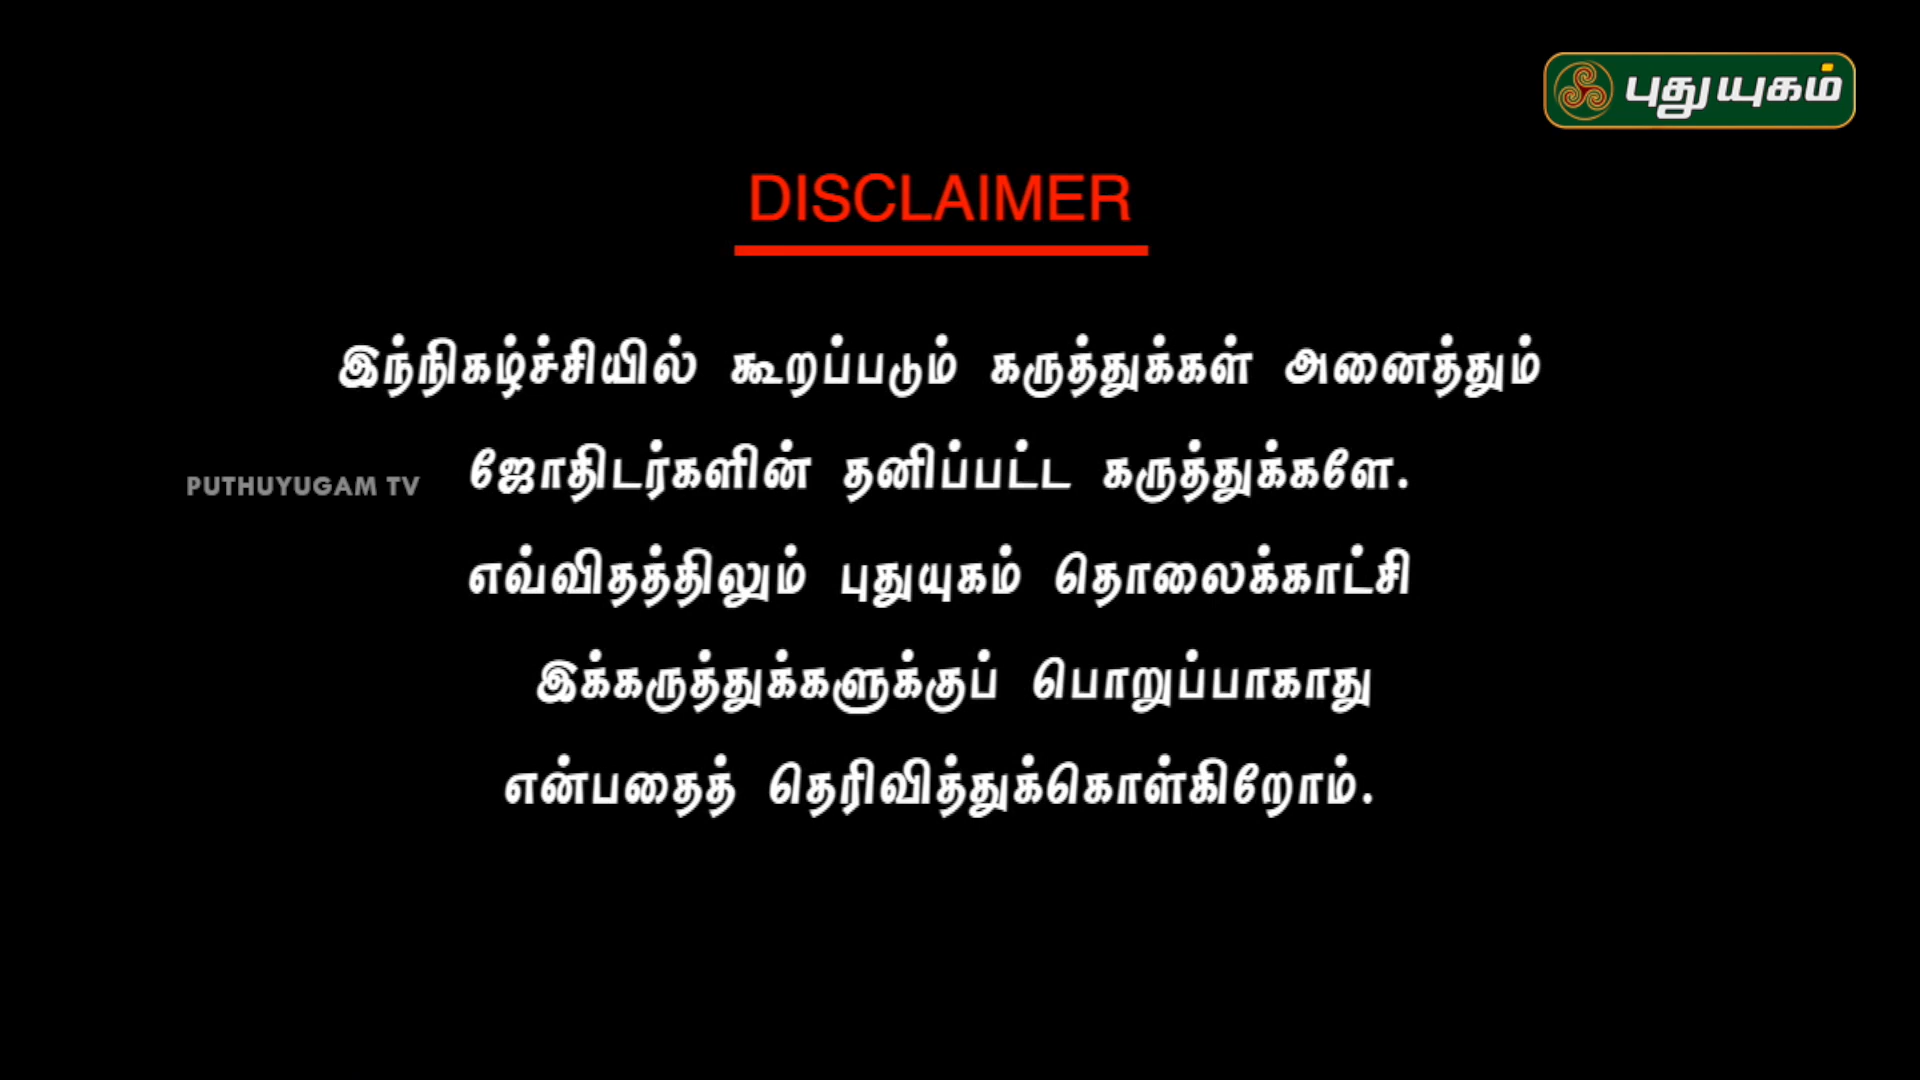 புதுயுகம்
DISCLAIMER
இந்நிகழ்ச்சியில் கூறப்படும் கருத்துக்கள் அனைத்தும்
ஜோதிடர்களின் தனிப்பட்ட கருத்துக்களே.
PUTHUYUGAM TV
எவ்விதத்திலும் புதுயுகம் தொலைக்காட்சி
இக்கருத்துக்களுக்குப் பொறுப்பாகாது
என்பதைத் தெரிவித்துக்கொள்கிறோம்.